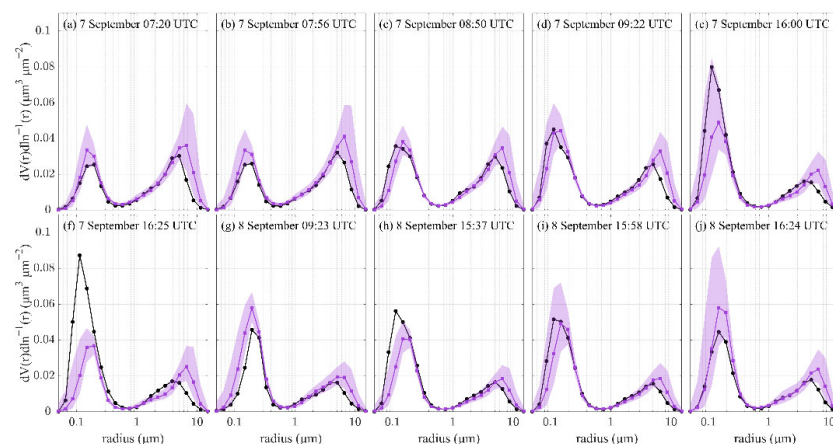 (a) 7 September 07:20 UTC
(b) 7 September 07:56 UTC
(c) 7 September 08:50 UTC
(d) 7 September 09:22 UTC
(e) 7 September 16:00 UTC
0.1
0.08
0.06
0.04
0.02
0
dV(r)dln⁻¹(r) (μm³ μm⁻²)
(f) 7 September 16:25 UTC
(g) 8 September 09:23 UTC
(h) 8 September 15:37 UTC
(i) 8 September 15:58 UTC
(j) 8 September 16:24 UTC
0.08
0.06
0.04
0.02
0
dV(r)dln⁻¹(r) (μm³ μm⁻²)
0.1 1 10
0.1 1 10
0.1 1 10
0.1 1 10
0.1 1 10
radius (μm)
radius (μm)
radius (μm)
radius (μm)
radius (μm)